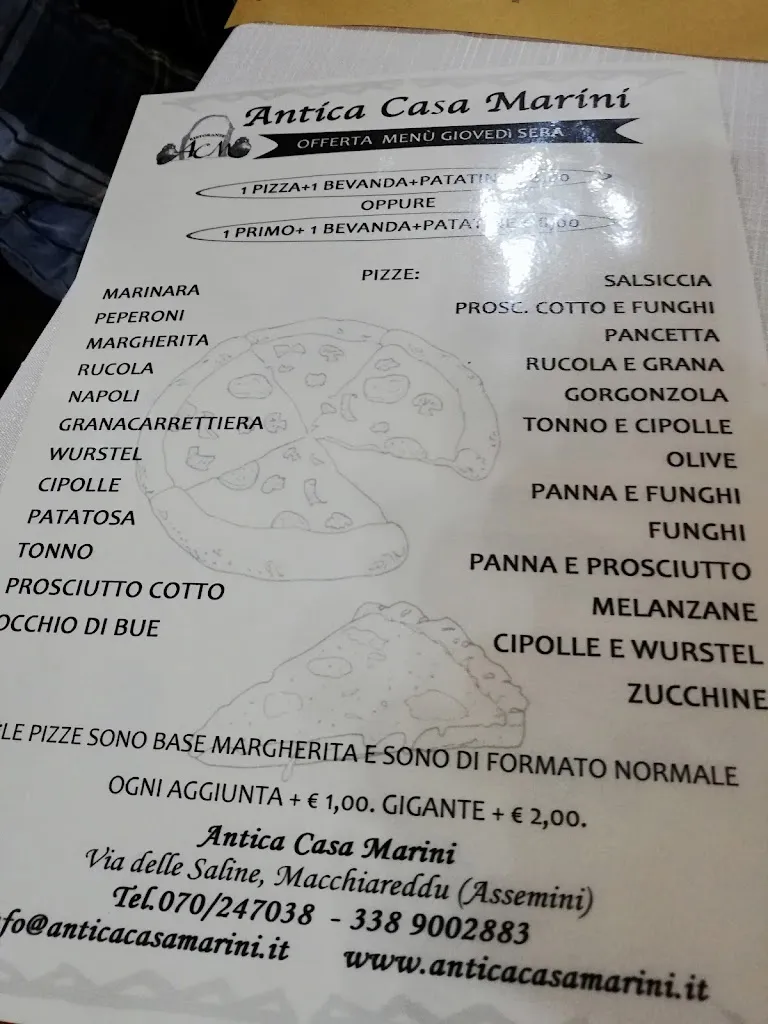 Antica Casa Marini
ACM
OFFERTA MENÙ GIOVEDÌ SERA
1 PIZZA+1 BEVANDA+PATATIN
OPPURE
1 PRIMO+ 1 BEVANDA+PATATINE €
PIZZE:
MARINARA
PEPERONI
MARGHERITA
RUCOLA
NAPOLI
GRANACARRETTIERA
WURSTEL
CIPOLLE
PATATOSA
TONNO
PROSCIUTTO COTTO
OCCHIO DI BUE
SALSICCIA
PROSC. COTTO E FUNGHI
PANCETTA
RUCOLA E GRANA
GORGONZOLA
TONNO E CIPOLLE
OLIVE
PANNA E FUNGHI
FUNGHI
PANNA E PROSCIUTTO
MELANZANE
CIPOLLE E WURSTEL
ZUCCHINE
*LE PIZZE SONO BASE MARGHERITA E SONO DI FORMATO NORMALE
OGNI AGGIUNTA + € 1,00. GIGANTE + € 2,00.
Antica Casa Marini
Via delle Saline, Macchiareddu (Assemini)
Tel.070/247038 - 338 9002883
nfo@anticacasamarini.it www.anticacasamarini.it